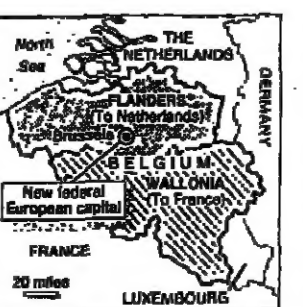 North
Sea
THE
NETHERLANDS
GERMANY
FLANDERS
(To Netherlands)
Brussels
BELGIUM
WALLONIA
(To France)
New federal
European capital
FRANCE
20 miles
LUXEMBOURG